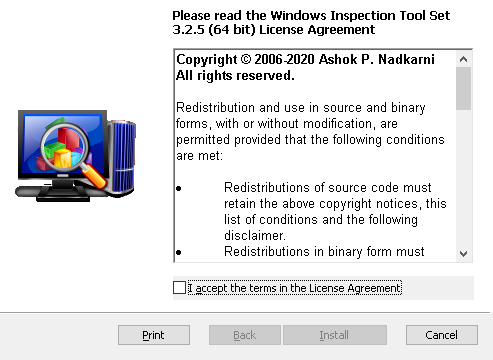 Please read the Windows Inspection Tool Set
3.2.5 (64 bit) License Agreement
Copyright © 2006-2020 Ashok P. Nadkarni
All rights reserved.
Redistribution and use in source and binary
forms, with or without modification, are
permitted provided that the following conditions
are met:
● Redistributions of source code must
retain the above copyright notices, this
list of conditions and the following
disclaimer.
● Redistributions in binary form must
I accept the terms in the License Agreement
Print Back Install Cancel